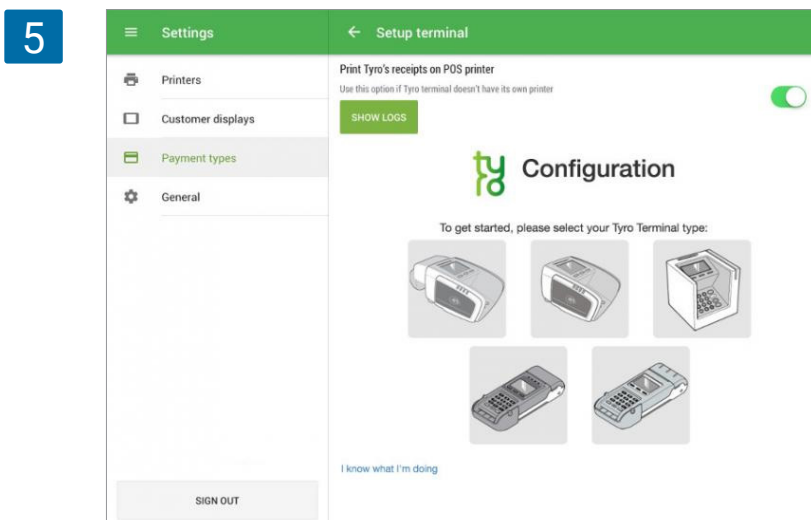 5
Settings
Setup terminal
Printers
Customer displays
Payment types
General
SIGN OUT
Print Tyro's receipts on POS printer
Use this option if Tyro terminal doesn't have its own printer
SHOW LOGS
tyro Configuration
To get started, please select your Tyro Terminal type:
I know what I'm doing